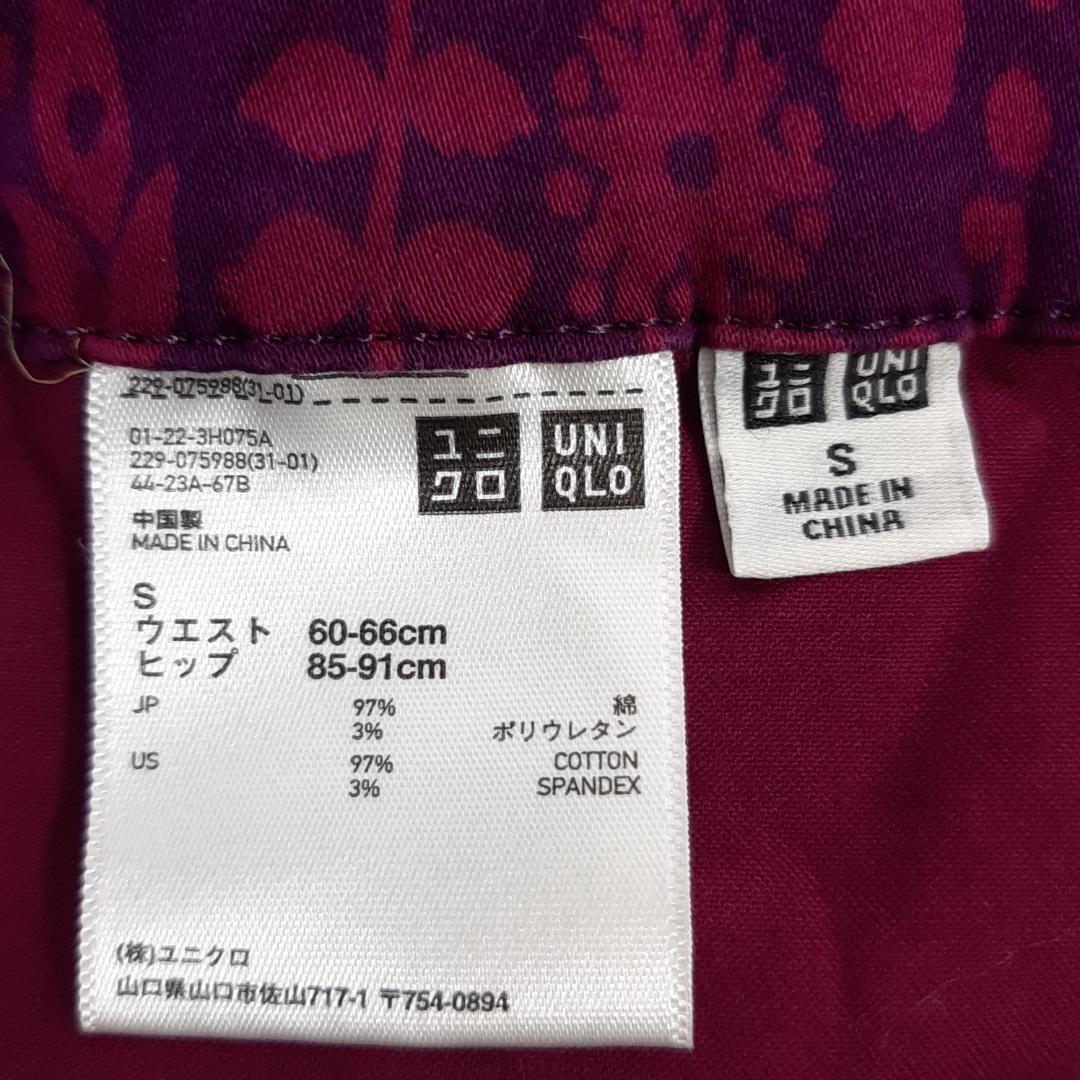 229-075988(31-01)
01-22-3H075A
229-075988(31-01)
44-23A-67B
ユニ
クロ
UNI
QLO
中国製
MADE IN CHINA
S
ウエスト 60-66cm
ヒップ 85-91cm
JP 97% 綿
3% ポリウレタン
US 97% COTTON
3% SPANDEX
(株)ユニクロ
山口県山口市佐山717-1 〒754-0894
ユニ
クロ
UNI
QLO
S
MADE IN
CHINA